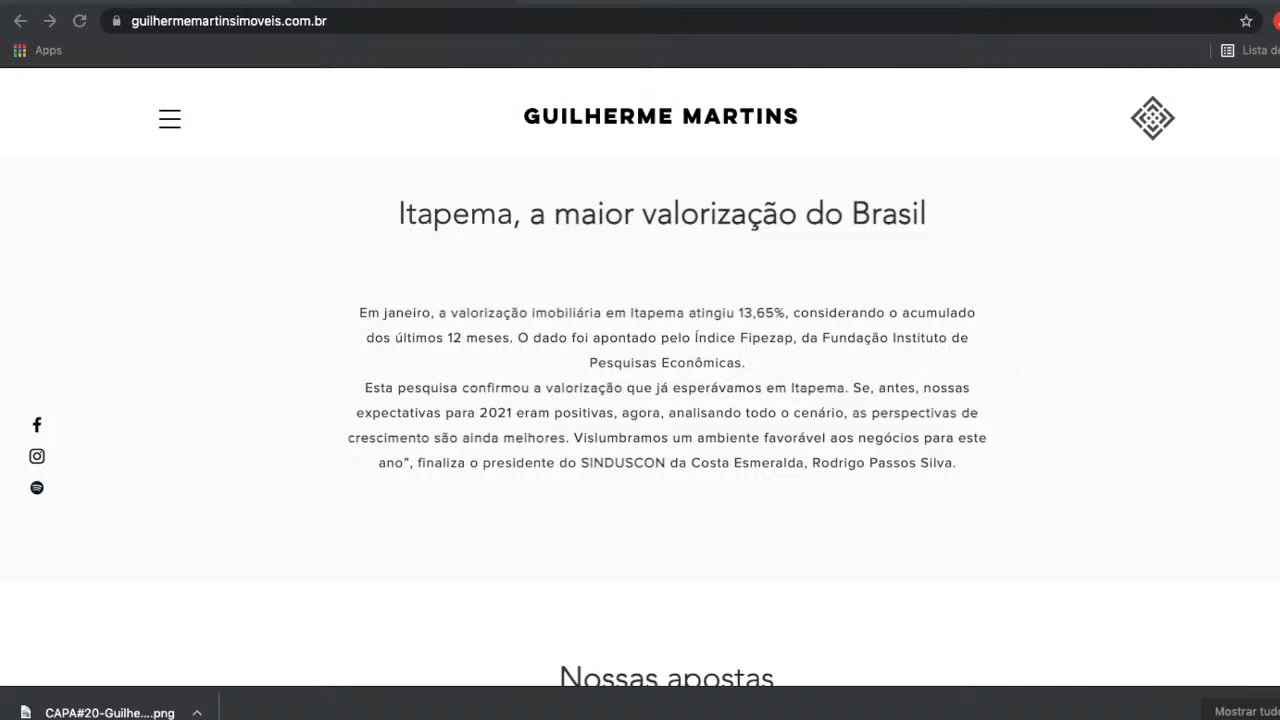 guilhermemartinsimoveis.com.br
Apps
Lista de
GUILHERME MARTINS
Itapema, a maior valorização do Brasil
Em janeiro, a valorização imobiliária em Itapema atingiu 13,65%, considerando o acumulado
dos últimos 12 meses. O dado foi apontado pelo Índice Fipezap, da Fundação Instituto de
Pesquisas Econômicas.
Esta pesquisa confirmou a valorização que já esperávamos em Itapema. Se, antes, nossas
expectativas para 2021 eram positivas, agora, analisando todo o cenário, as perspectivas de
crescimento são ainda melhores. Vislumbramos um ambiente favorável aos negócios para este
ano”, finaliza o presidente do SINDUSCON da Costa Esmeralda, Rodrigo Passos Silva.
Nossas apostas
CAPA#20-Guilhe....png
Mostrar tudo